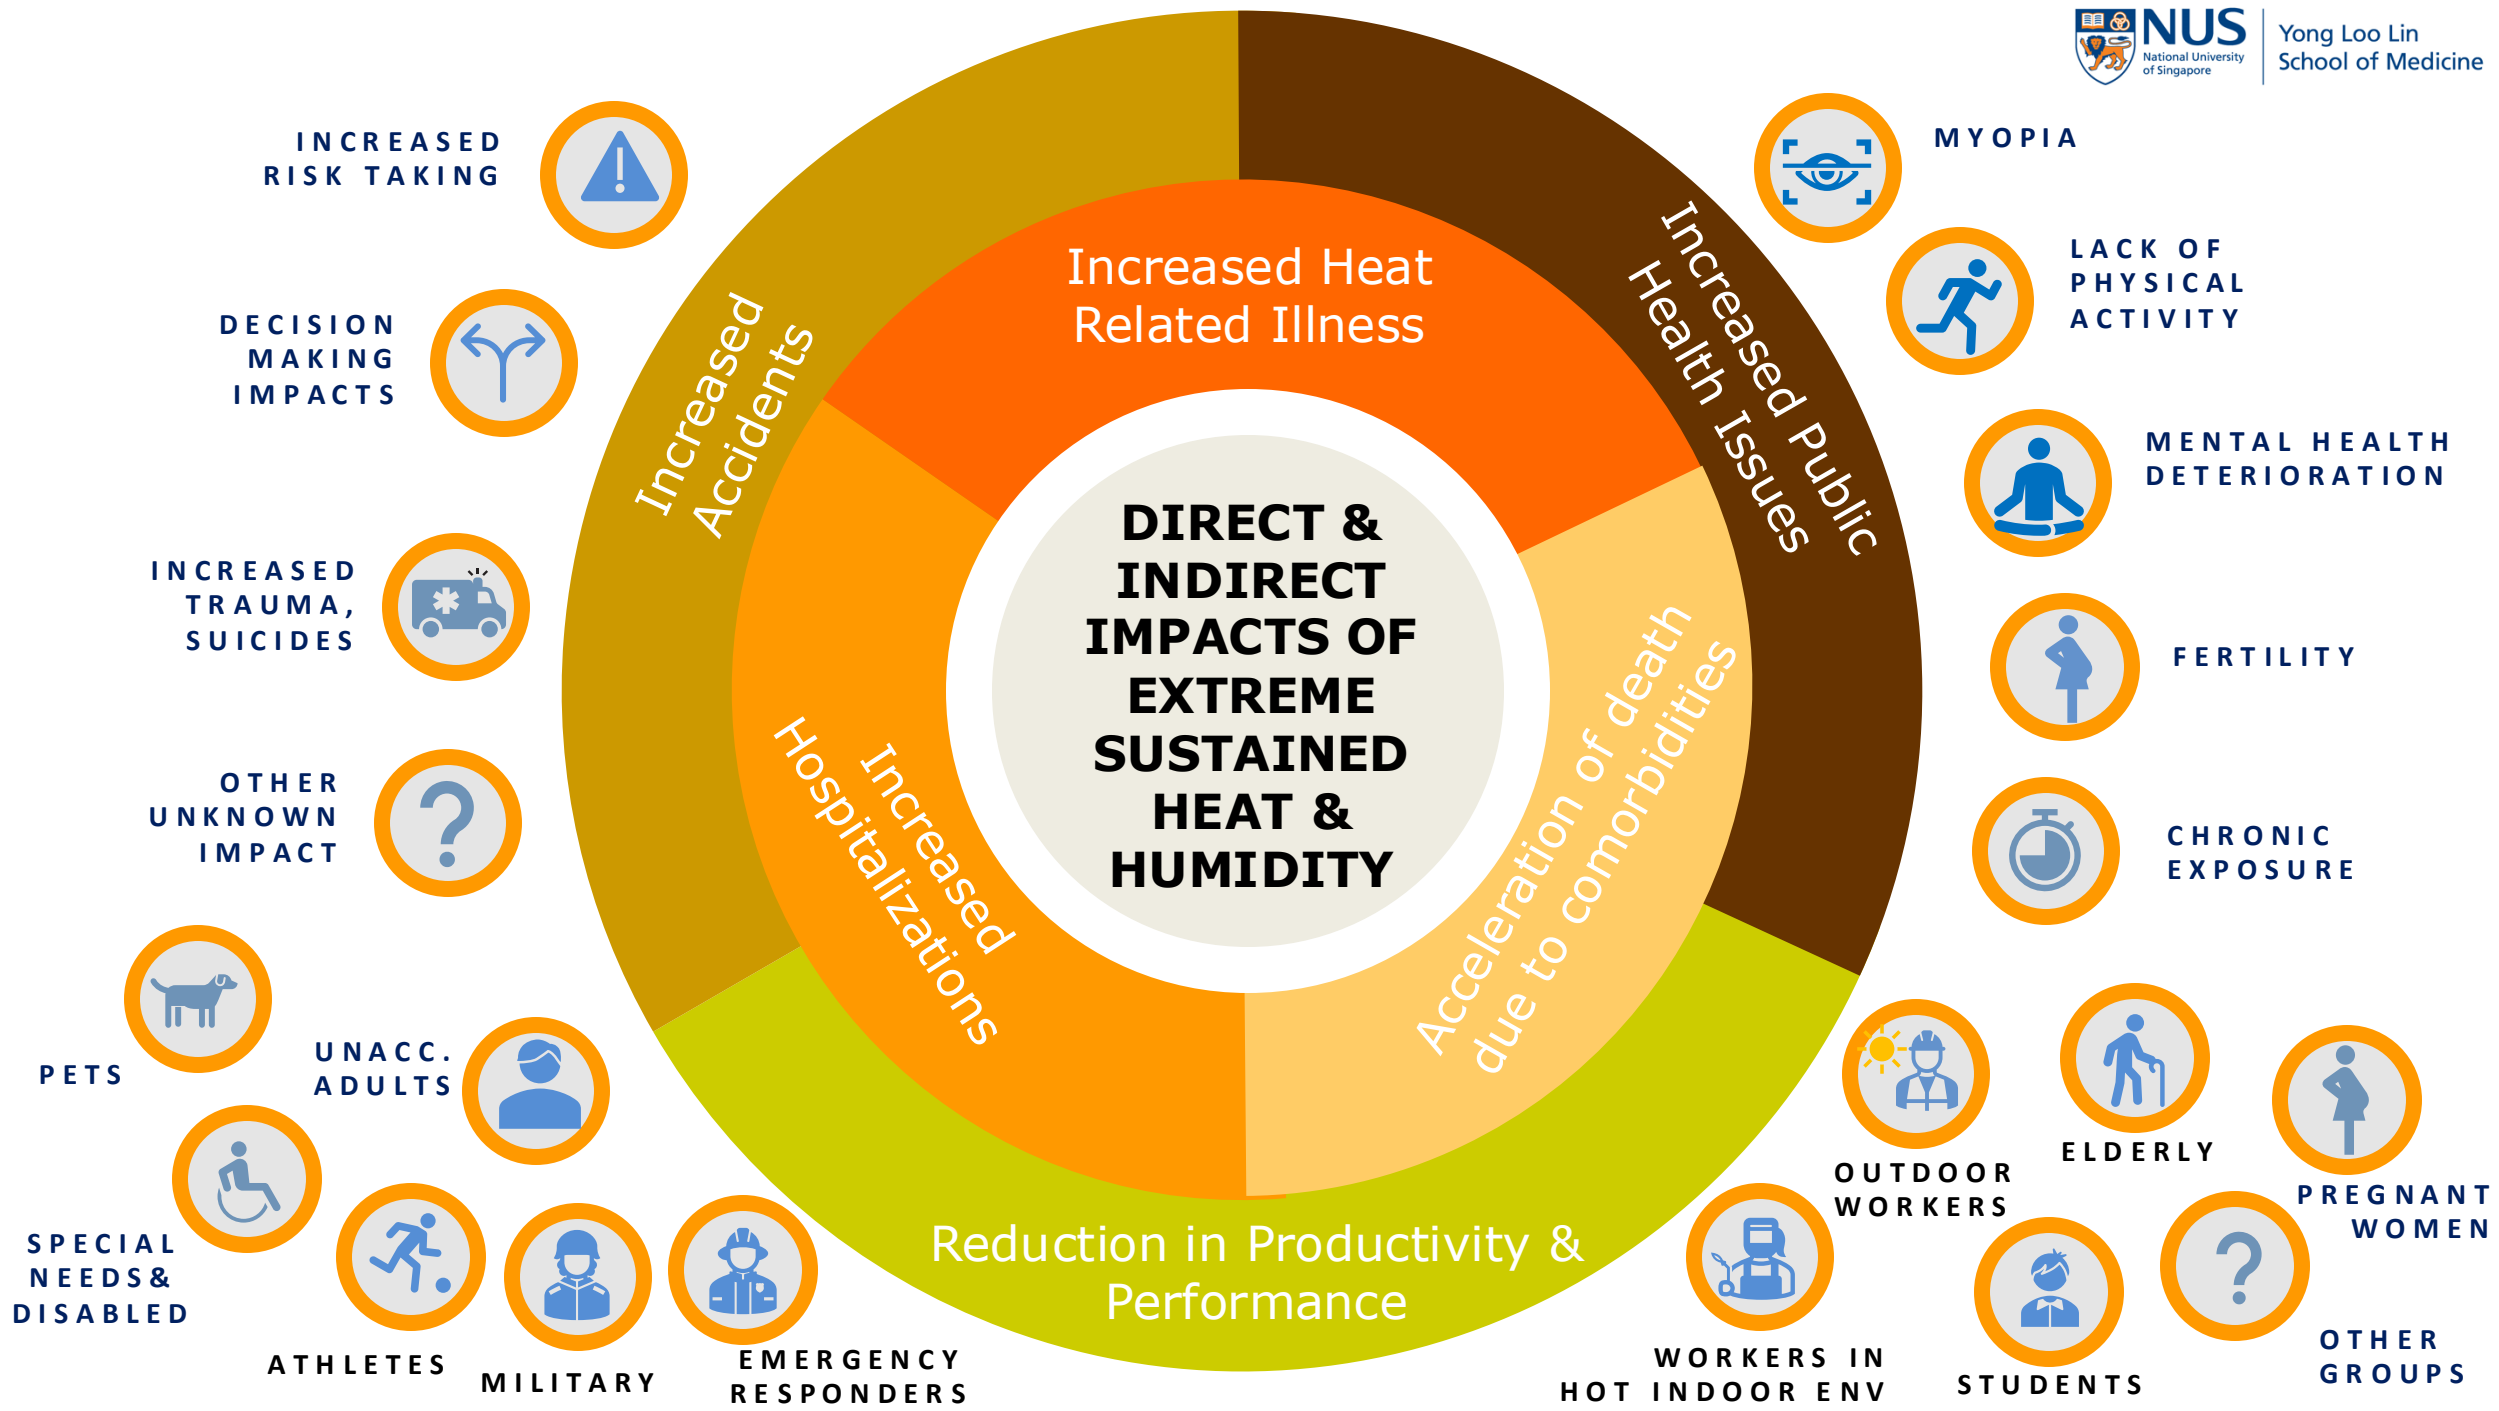 NUS
National University
of Singapore
Yong Loo Lin
School of Medicine
INCREASED
RISK TAKING
DECISION
MAKING
IMPACTS
INCREASED
TRAUMA,
SUICIDES
OTHER
UNKNOWN
IMPACT
Increased
Accidents
Increased Heat
Related Illness
Increased Public
Health Issues
DIRECT &
INDIRECT
IMPACTS OF
EXTREME
SUSTAINED
HEAT &
HUMIDITY
Increased
Hospitalizations
Acceleration of death
due to comorbidities
Reduction in Productivity &
Performance
MYOPIA
LACK OF
PHYSICAL
ACTIVITY
MENTAL HEALTH
DETERIORATION
FERTILITY
CHRONIC
EXPOSURE
PETS
UNACC.
ADULTS
SPECIAL
NEEDS&
DISABLED
ATHLETES
MILITARY
EMERGENCY
RESPONDERS
OUTDOOR
WORKERS
ELDERLY
PREGNANT
WOMEN
WORKERS IN
HOT INDOOR ENV
STUDENTS
OTHER
GROUPS